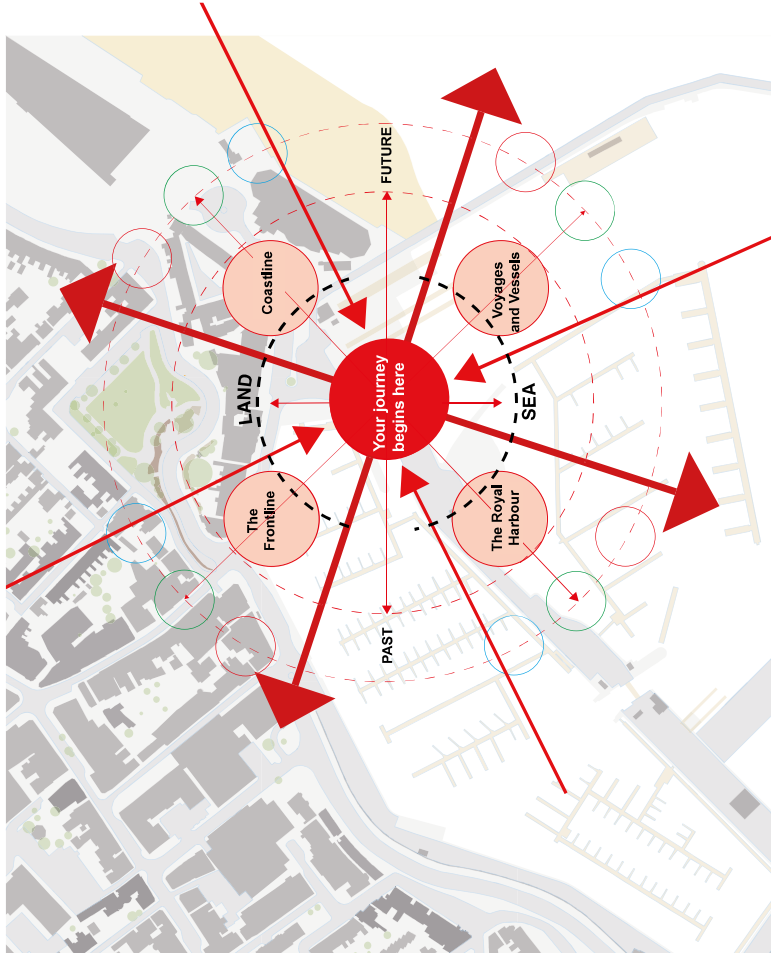 FUTURE
Coastline
Voyages
and Vessels
LAND
Your journey
begins here
SEA
The
Frontline
The Royal
Harbour
PAST